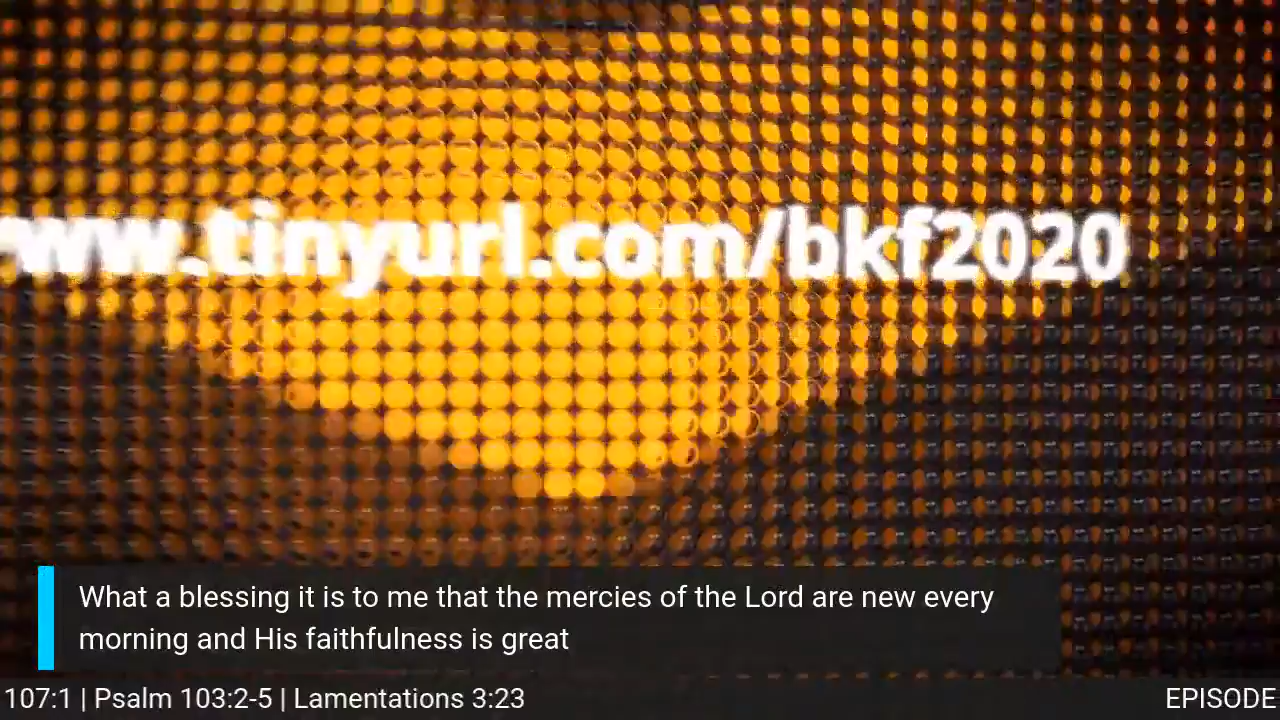 ww.tinyurl.com/bkf2020
What a blessing it is to me that the mercies of the Lord are new every
morning and His faithfulness is great
107:1 | Psalm 103:2-5 | Lamentations 3:23 EPISODE